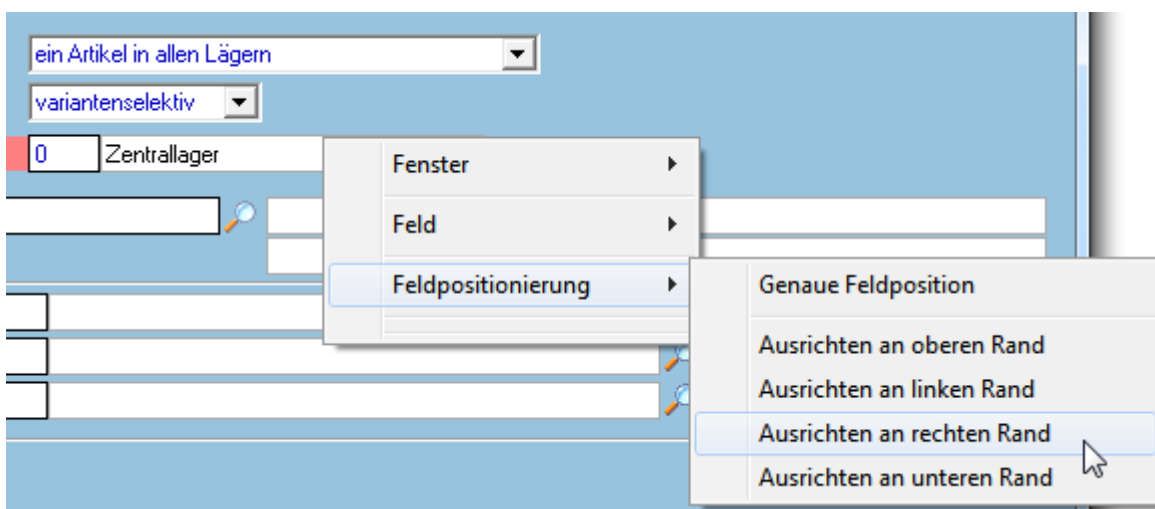 ein Artikel in allen Lägern
variantenselektiv
0 Zentrallager
Fenster
Feld
Feldpositionierung
Genaue Feldposition
Ausrichten an oberen Rand
Ausrichten an linken Rand
Ausrichten an rechten Rand
Ausrichten an unteren Rand